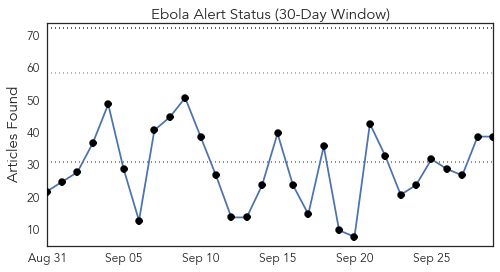 Ebola Alert Status (30-Day Window)
Articles Found
70
60
50
40
30
20
10
Aug 31 Sep 05 Sep 10 Sep 15 Sep 20 Sep 25